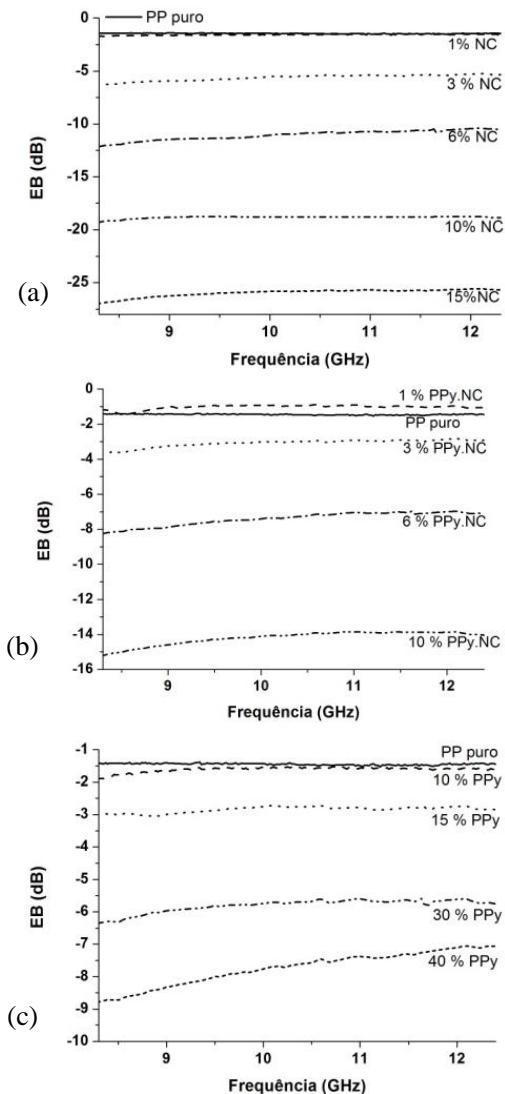 PP puro
0
1% NC
-5
3 % NC
-10
6% NC
EB (dB)
-15
-20
10% NC
-25
15%NC
(a)
9
10
11
12
Frequência (GHz)
0
1 % PPy.NC
-2
PP puro
3 % PPy.NC
-4
-6
EB (dB)
6 % PPy.NC
-8
-10
-12
-14
10 % PPy.NC
-16
(b)
9
10
11
12
Frequência (GHz)
-1
PP puro
10 % PPy
-2
-3
15 % PPy
-4
-5
EB (dB)
-6
30 % PPy
-7
40 % PPy
-8
-9
-10
(c)
9
10
11
12
Frequência (GHz)